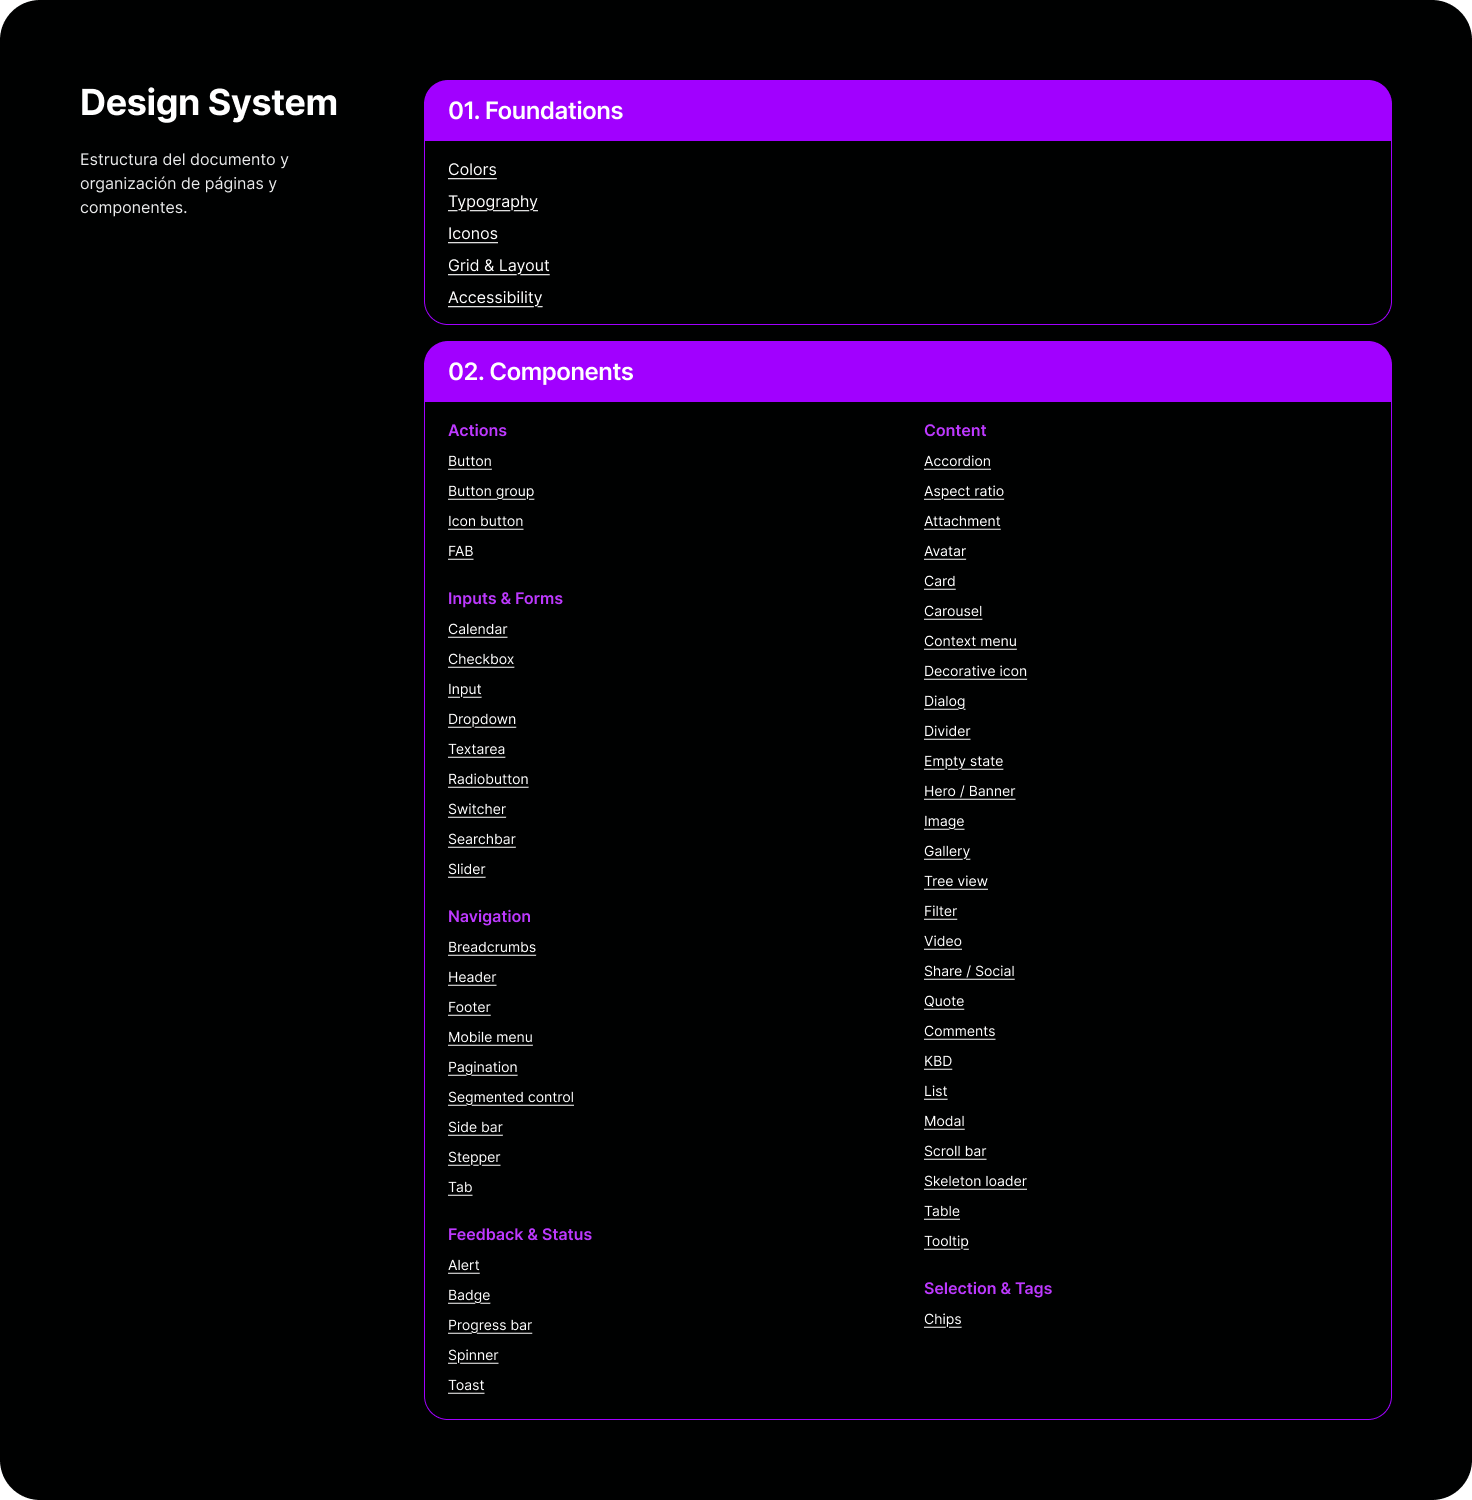 Design System
Estructura del documento y
organización de páginas y
componentes.
01. Foundations
Colors
Typography
Iconos
Grid & Layout
Accessibility
02. Components
Actions
Button
Button group
Icon button
FAB
Inputs & Forms
Calendar
Checkbox
Input
Dropdown
Textarea
Radiobutton
Switcher
Searchbar
Slider
Navigation
Breadcrumbs
Header
Footer
Mobile menu
Pagination
Segmented control
Side bar
Stepper
Tab
Feedback & Status
Alert
Badge
Progress bar
Spinner
Toast
Content
Accordion
Aspect ratio
Attachment
Avatar
Card
Carousel
Context menu
Decorative icon
Dialog
Divider
Empty state
Hero / Banner
Image
Gallery
Tree view
Filter
Video
Share / Social
Quote
Comments
KBD
List
Modal
Scroll bar
Skeleton loader
Table
Tooltip
Selection & Tags
Chips